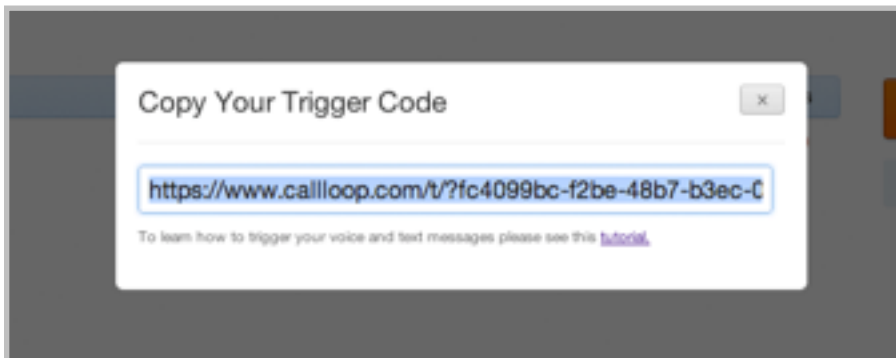 Copy Your Trigger Code
x
https://www.callloop.com/t/?fc4099bc-f2be-48b7-b3ec-0
To learn how to trigger your voice and text messages please see this tutorial.